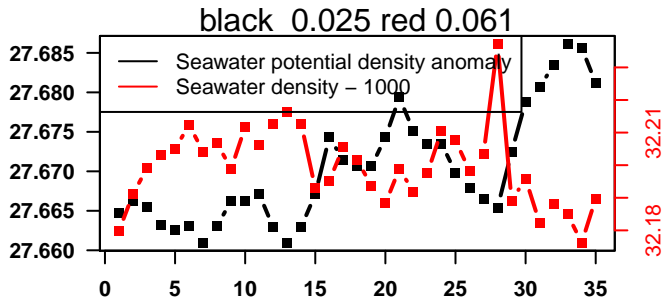 black  0.025 red 0.061
Seawater potential density anomaly
Seawater density − 1000
27.685
27.680
27.675
27.670
27.665
27.660
32.21
32.18
0 5 10 15 20 25 30 35